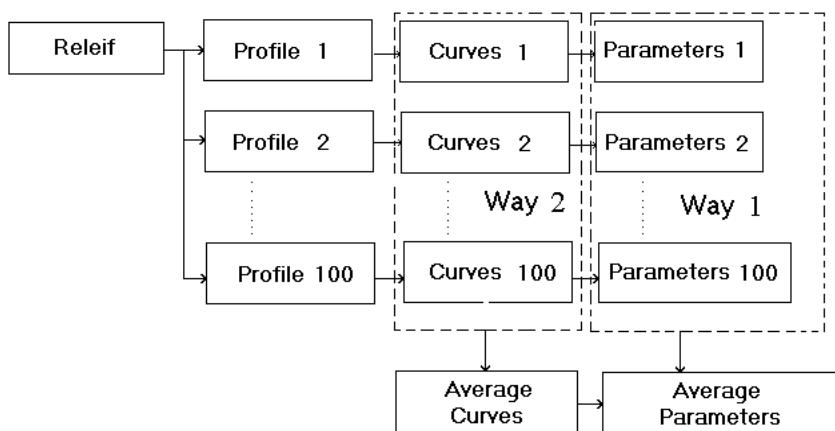 Releif
Profile 1
Curves 1
Parameters 1
Profile 2
Curves 2
Parameters 2
Way 2
Way 1
Profile 100
Curves 100
Parameters 100
Average
Curves
Average
Parameters